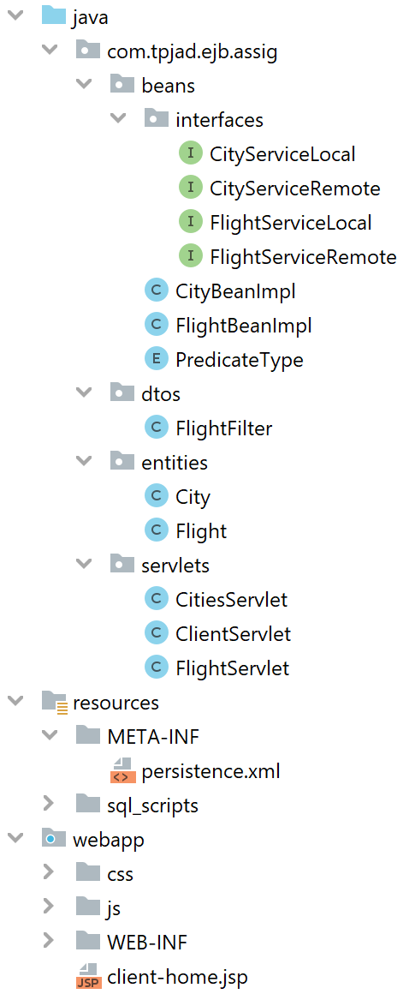 java
com.tpjad.ejb.assig
beans
interfaces
I CityServiceLocal
I CityServiceRemote
I FlightServiceLocal
I FlightServiceRemote
C CityBeanImpl
C FlightBeanImpl
E PredicateType
dtos
C FlightFilter
entities
C City
C Flight
servlets
C CitiesServlet
C ClientServlet
C FlightServlet
resources
META-INF
<> persistence.xml
sql_scripts
webapp
css
js
WEB-INF
JSP client-home.jsp